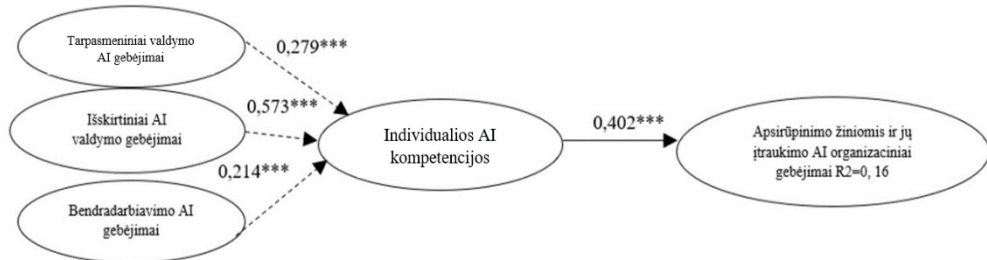 Tarpasmeniniai valdymo
AI gebėjimai
0,279***
Išskirtiniai AI
valdymo gebėjimai
0,573***
Bendradarbiavimo AI
gebėjimai
0,214***
Individualios AI
kompetencijos
0,402***
Apsirūpinimo žiniomis ir jų
įtraukimo AI organizaciniai
gebėjimai R2=0, 16